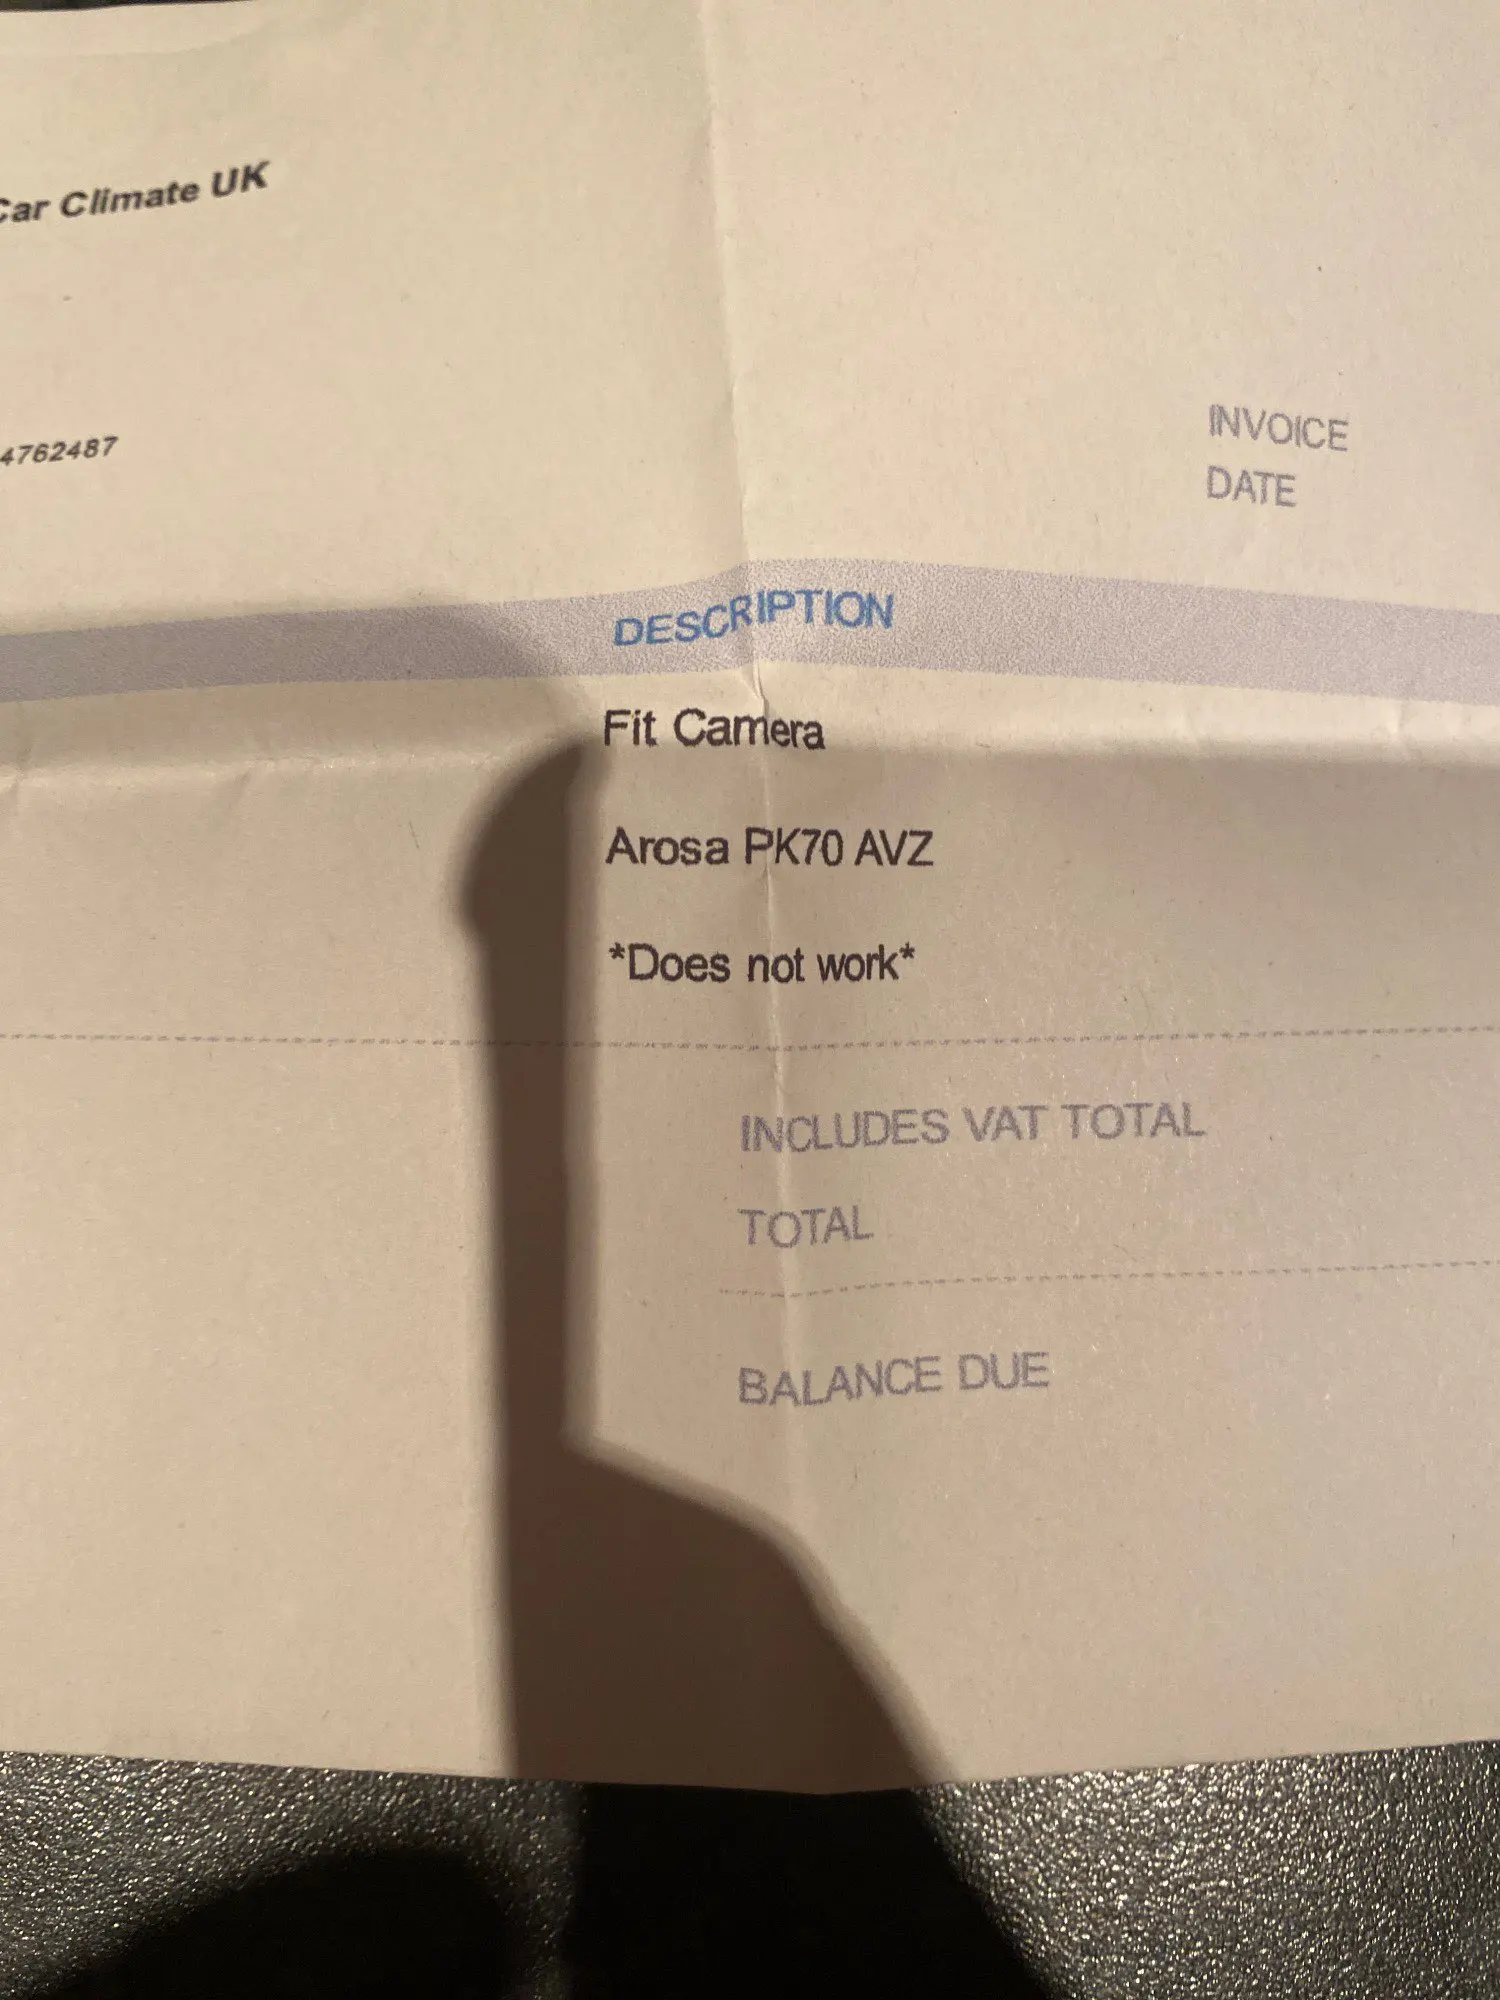 Car Climate UK
4762487
INVOICE
DATE
DESCRIPTION
Fit Camera
Arosa PK70 AVZ
*Does not work*
INCLUDES VAT TOTAL
TOTAL
BALANCE DUE